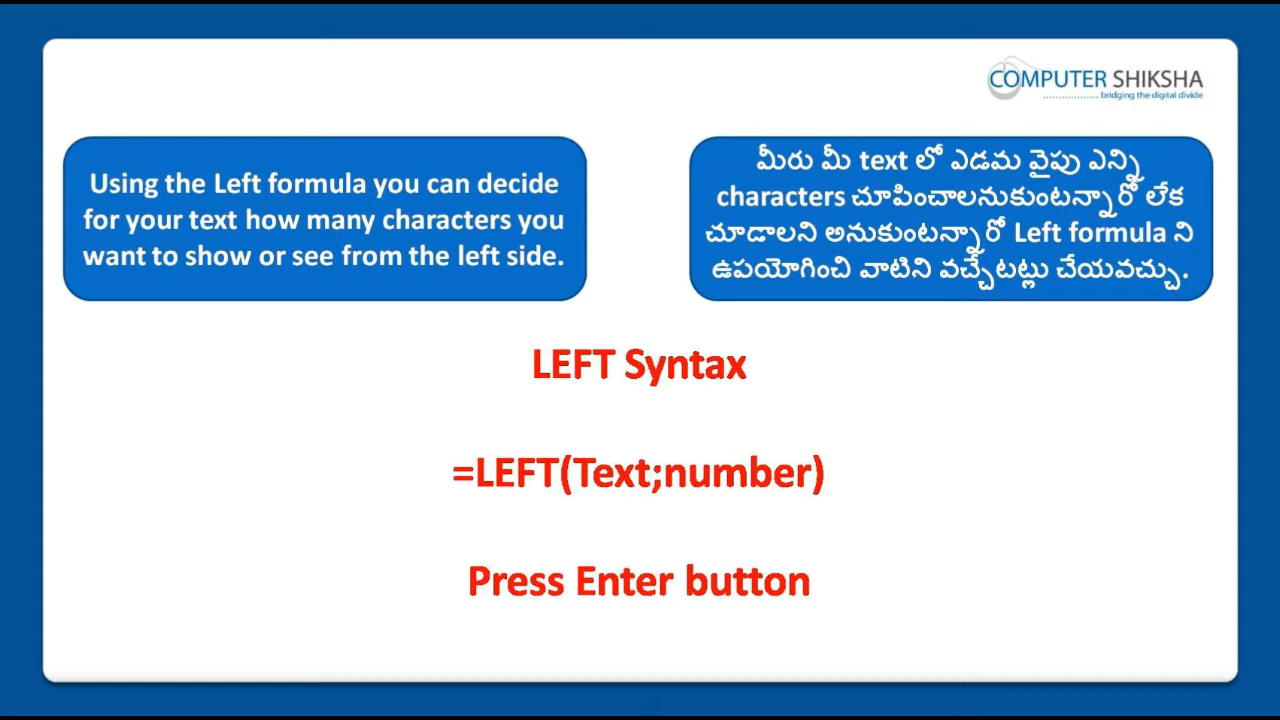 COMPUTER SHIKSHA
bridging the digital divide
Using the Left formula you can decide
for your text how many characters you
want to show or see from the left side.
మీరు మీ text లో ఎడమ వైపు ఎన్ని
characters చూపించాలనుకుంటన్నారో లేక
చూడాలని అనుకుంటన్నారో Left formula ని
ఉపయోగించి వాటిని వచ్చేటట్లు చేయవచ్చు.
LEFT Syntax
=LEFT(Text;number)
Press Enter button